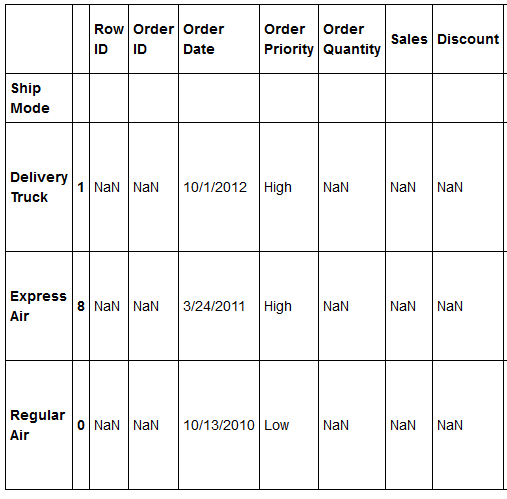 Row ID Order ID Order Date Order Priority Order Quantity Sales Discount
Ship Mode
Delivery Truck 1 NaN NaN 10/1/2012 High NaN NaN NaN
Express Air 8 NaN NaN 3/24/2011 High NaN NaN NaN
Regular Air 0 NaN NaN 10/13/2010 Low NaN NaN NaN